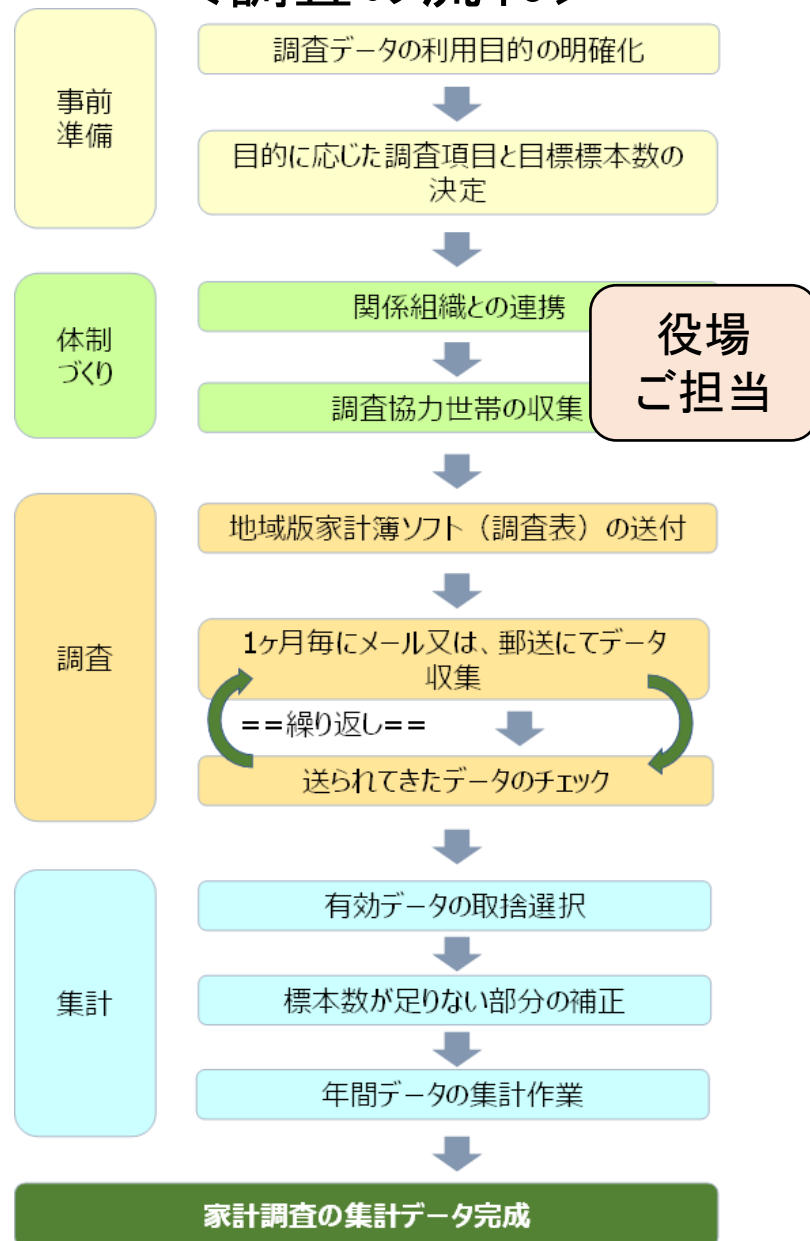 ＜調査の流れ＞
事前
準備
調査データの利用目的の明確化
目的に応じた調査項目と目標標本数の
決定
体制
づくり
関係組織との連携
調査協力世帯の収集
役場
ご担当
調査
地域版家計簿ソフト（調査表）の送付
1ヶ月毎にメール又は、郵送にてデータ
収集
==繰り返し==
送られてきたデータのチェック
集計
有効データの取捨選択
標本数が足りない部分の補正
年間データの集計作業
家計調査の集計データ完成